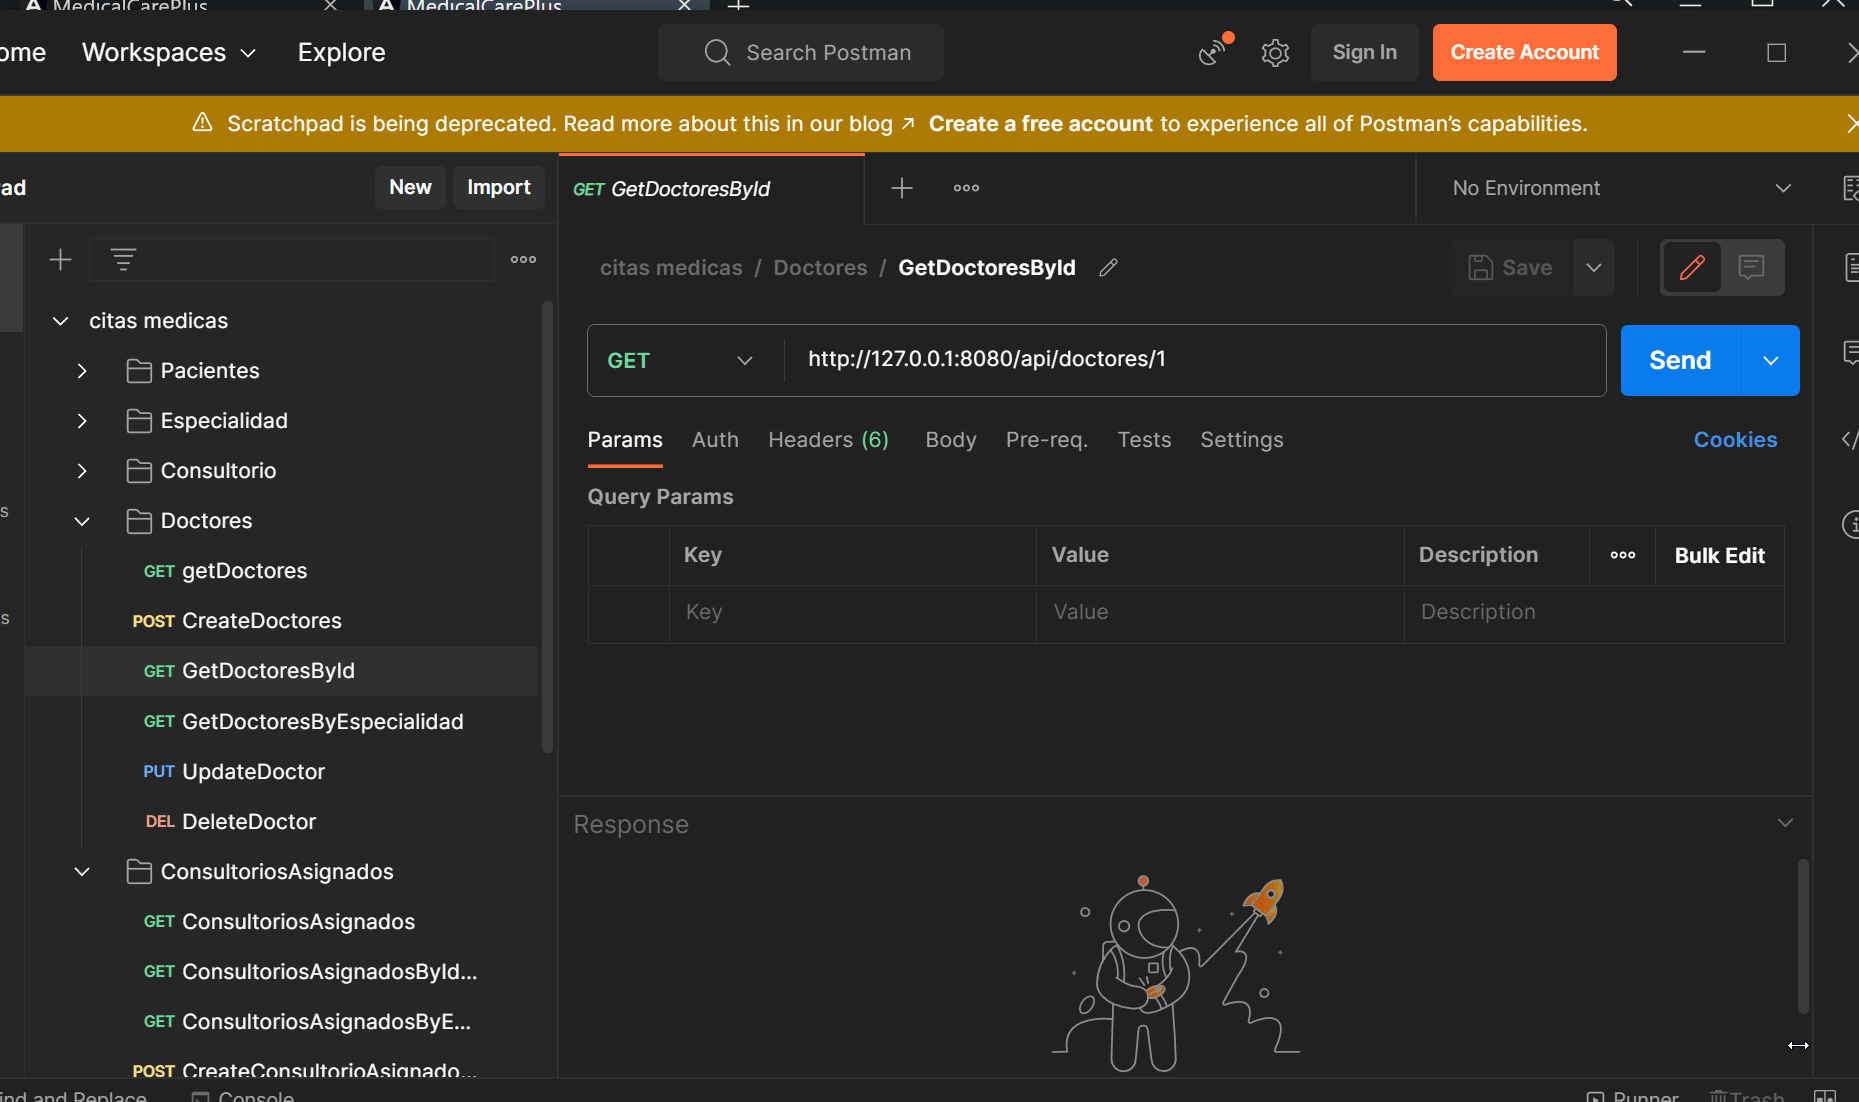 MedicalCarePlus
MedicalCarePlus
ome Workspaces Explore Search Postman Sign In Create Account
Scratchpad is being deprecated. Read more about this in our blog ↗ Create a free account to experience all of Postman’s capabilities.
ad New Import GET GetDoctoresById No Environment
citas medicas / Doctores / GetDoctoresById Save
citas medicas
Pacientes
Especialidad
Consultorio
Doctores
GET getDoctores
POST CreateDoctores
GET GetDoctoresById
GET GetDoctoresByEspecialidad
PUT UpdateDoctor
DEL DeleteDoctor
ConsultoriosAsignados
GET ConsultoriosAsignados
GET ConsultoriosAsignadosById...
GET ConsultoriosAsignadosByE...
POST CreateConsultorioAsignado...
s
s
GET http://127.0.0.1:8080/api/doctores/1 Send
Params Auth Headers (6) Body Pre-req. Tests Settings Cookies
Query Params
Key Value Description Bulk Edit
Key Value Description
Response
ind and Replace Console Runner Trash